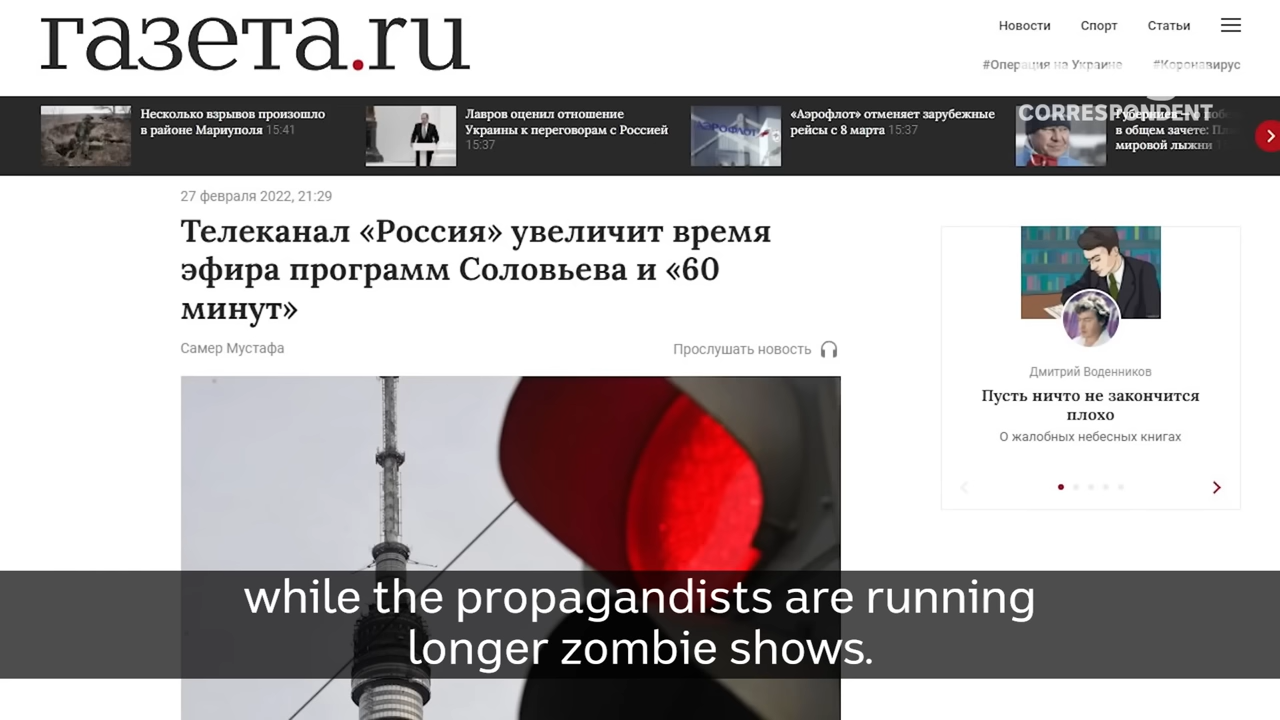 газета.ru
Новости Спорт Статьи
#Операция на Украине #Коронавирус
CORRESPONDENT
Несколько взрывов произошло
в районе Мариуполя 15:41
Лавров оценил отношение
Украины к переговорам с Россией
15:37
«Аэрофлот» отменяет зарубежные
рейсы с 8 марта 15:37
АЭРОФЛОТ
Губерниев
в общем зачете:
мировой лыжни
27 февраля 2022, 21:29
Телеканал «Россия» увеличит время
эфира программ Соловьева и «60
минут»
Самер Мустафа
Прослушать новость
Дмитрий Воденников
Пусть ничто не закончится
плохо
О жалобных небесных книгах
while the propagandists are running
longer zombie shows.